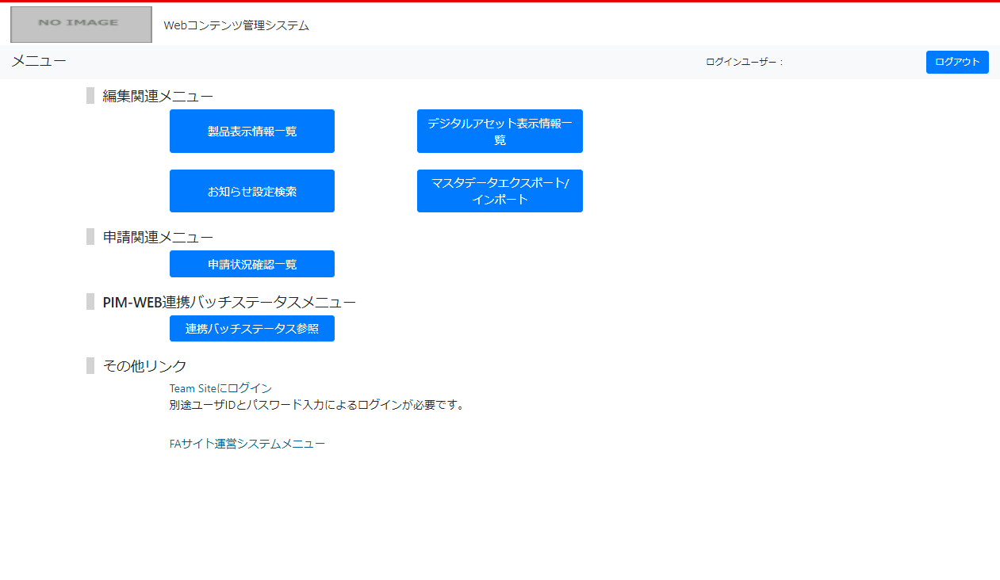 NO IMAGE
Webコンテンツ管理システム
メニュー
ログインユーザー：
ログアウト
編集関連メニュー
製品表示情報一覧
デジタルアセット表示情報一
覧
お知らせ設定検索
マスタデータエクスポート/
インポート
申請関連メニュー
申請状況確認一覧
PIM-WEB連携バッチステータスメニュー
連携バッチステータス参照
その他リンク
Team Siteにログイン
別途ユーザIDとパスワード入力によるログインが必要です。
FAサイト運営システムメニュー